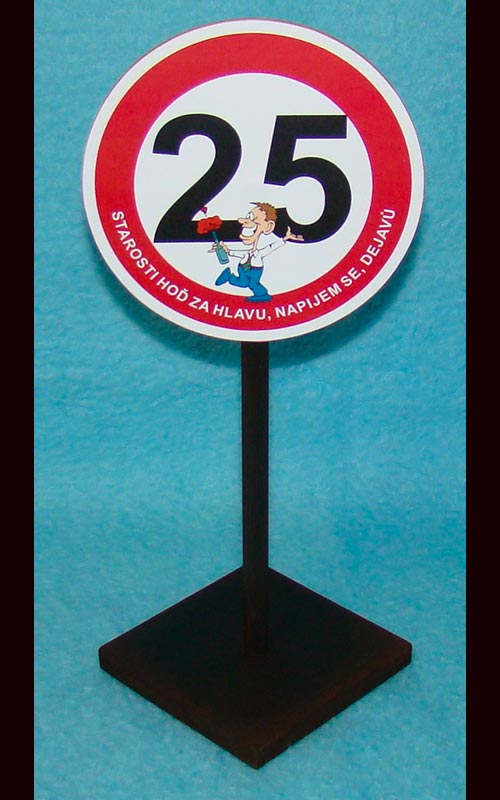 25
STAROSTI HOĎ ZA HLAVU, NAPIJEM SE, DEJAVŮ